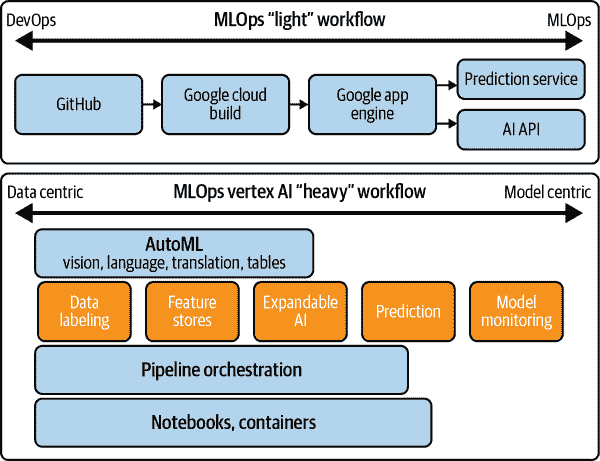 DevOps
MLOps “light” workflow
MLOps
GitHub
Google cloud
build
Google app
engine
Prediction service
AI API
Data centric
MLOps vertex AI “heavy” workflow
Model centric
AutoML
vision, language, translation, tables
Data
labeling
Feature
stores
Expandable
AI
Prediction
Model
monitoring
Pipeline orchestration
Notebooks, containers